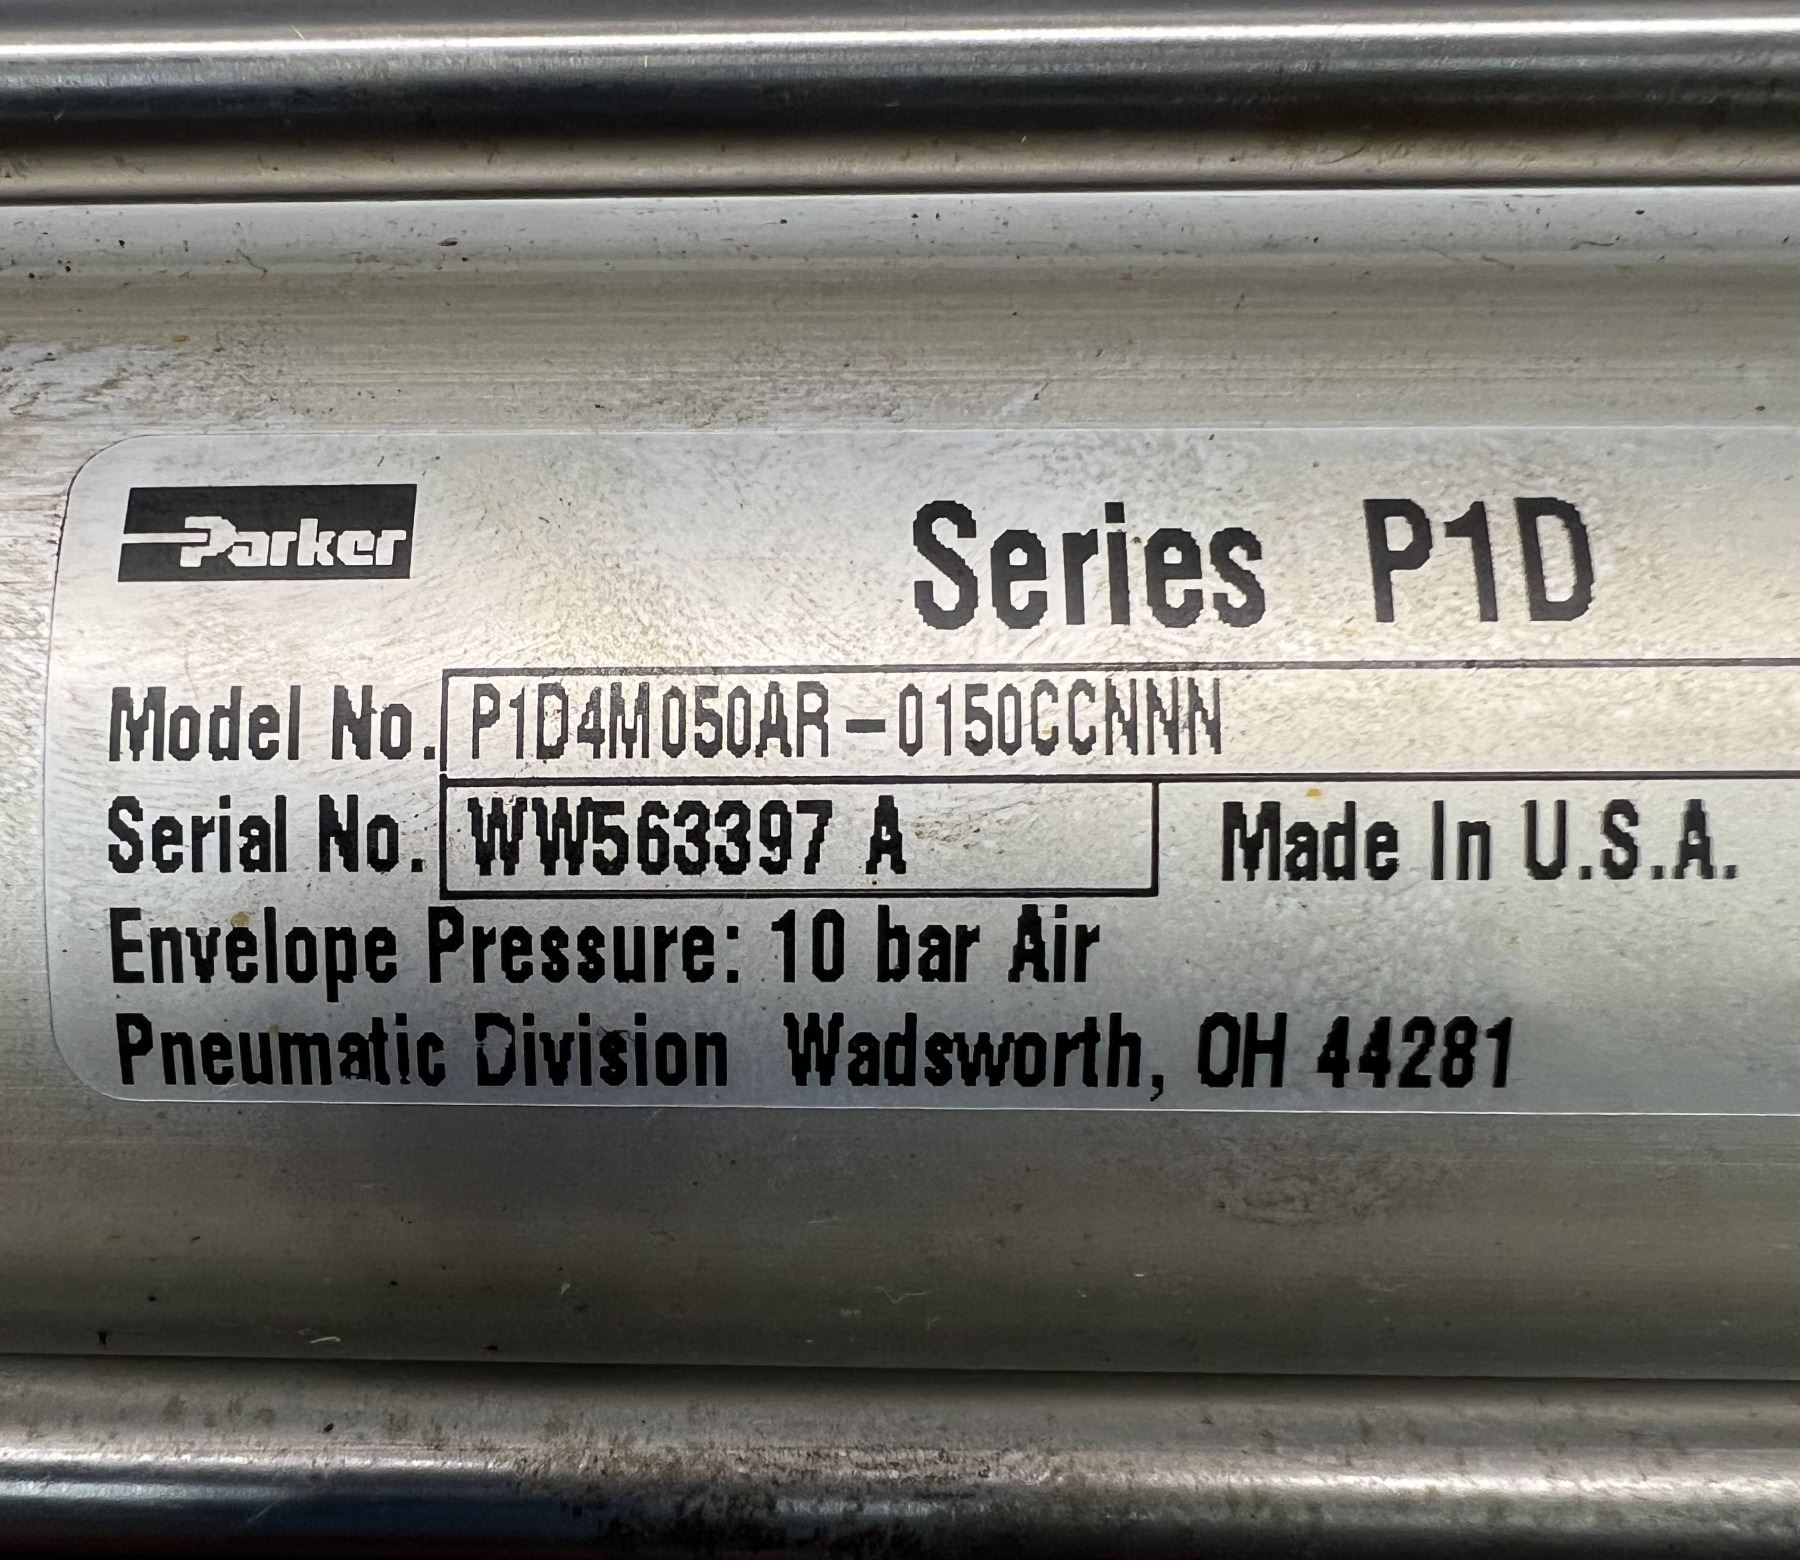 Parker
Series P1D
Model No. P1D4M050AR-0150CCNNN
Serial No. WW563397 A Made In U.S.A.
Envelope Pressure: 10 bar Air
Pneumatic Division Wadsworth, OH 44281